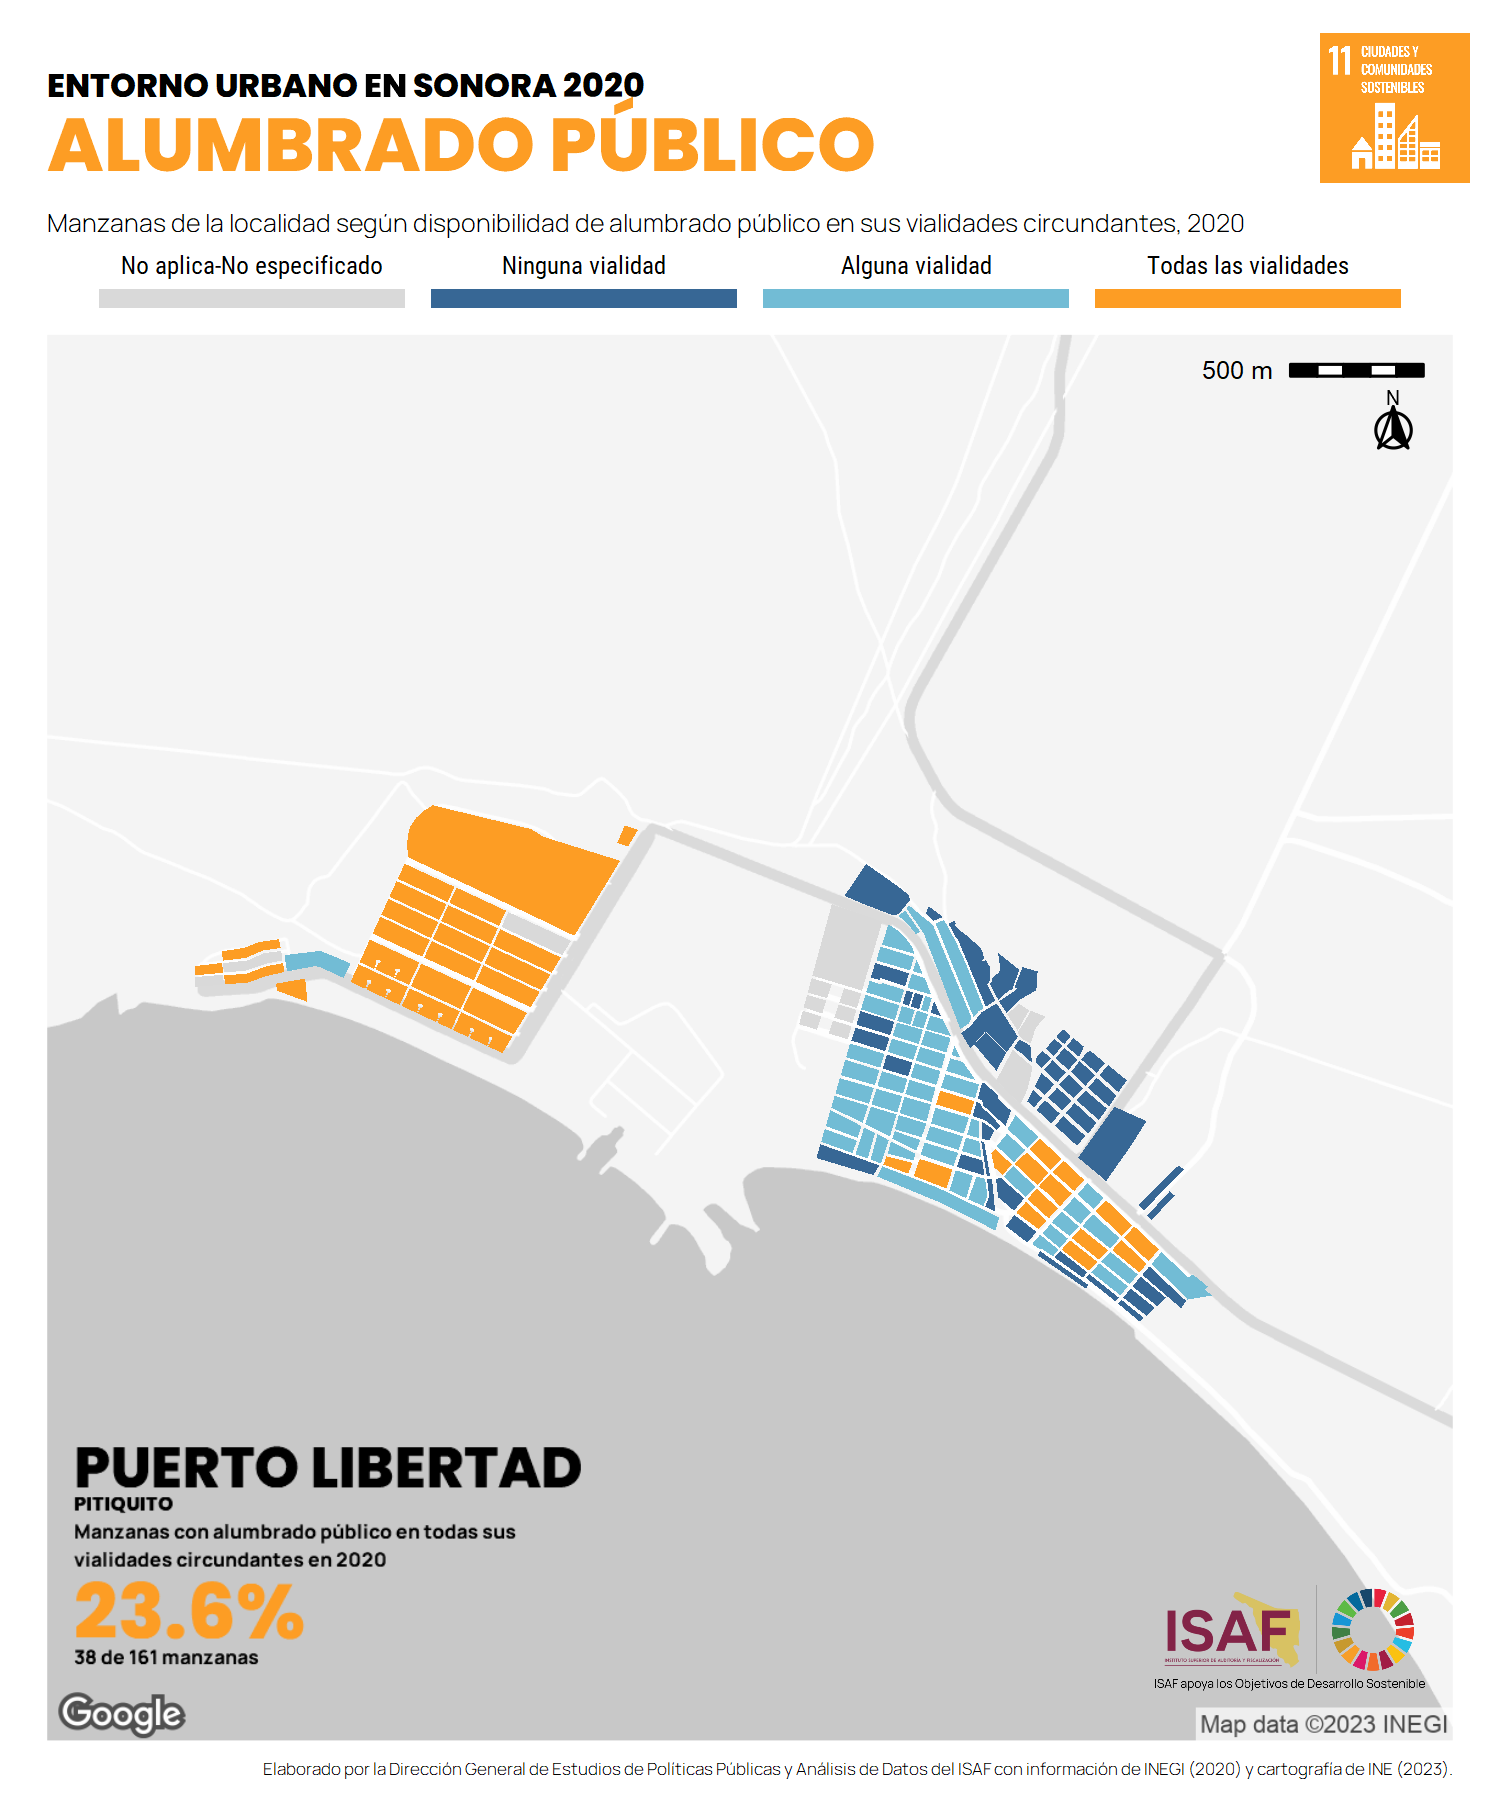 ENTORNO URBANO EN SONORA 2020
ALUMBRADO PÚBLICO
11 CIUDADES Y
COMUNIDADES
SOSTENIBLES
Manzanas de la localidad según disponibilidad de alumbrado público en sus vialidades circundantes, 2020
No aplica-No especificado Ninguna vialidad Alguna vialidad Todas las vialidades
500 m
N
PUERTO LIBERTAD
PITIQUITO
Manzanas con alumbrado público en todas sus
vialidades circundantes en 2020
23.6%
38 de 161 manzanas
ISAF
INSTITUTO SUPERIOR DE AUDITORÍA Y FISCALIZACIÓN
ISAF apoya los Objetivos de Desarrollo Sostenible
Google
Map data ©2023 INEGI
Elaborado por la Dirección General de Estudios de Políticas Públicas y Análisis de Datos del ISAF con información de INEGI (2020) y cartografía de INE (2023).